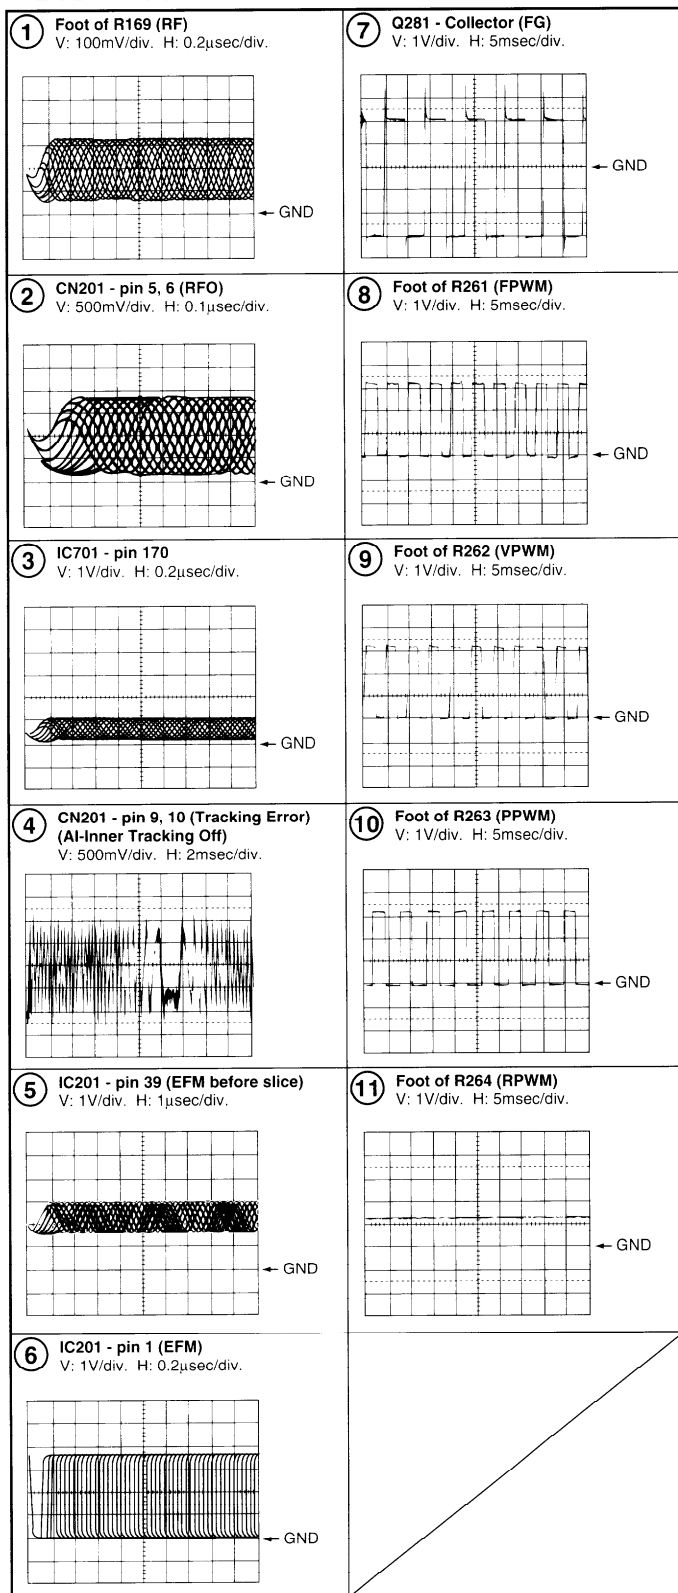 1 Foot of R169 (RF)
V: 100mV/div. H: 0.2µsec/div.
GND
2 CN201 - pin 5, 6 (RFO)
V: 500mV/div. H: 0.1µsec/div.
GND
3 IC701 - pin 170
V: 1V/div. H: 0.2µsec/div.
GND
4 CN201 - pin 9, 10 (Tracking Error)
(Al-Inner Tracking Off)
V: 500mV/div. H: 2msec/div.
5 IC201 - pin 39 (EFM before slice)
V: 1V/div. H: 1µsec/div.
GND
6 IC201 - pin 1 (EFM)
V: 1V/div. H: 0.2µsec/div.
GND
7 Q281 - Collector (FG)
V: 1V/div. H: 5msec/div.
GND
8 Foot of R261 (FPWM)
V: 1V/div. H: 5msec/div.
GND
9 Foot of R262 (VPWM)
V: 1V/div. H: 5msec/div.
GND
10 Foot of R263 (PPWM)
V: 1V/div. H: 5msec/div.
GND
11 Foot of R264 (RPWM)
V: 1V/div. H: 5msec/div.
GND